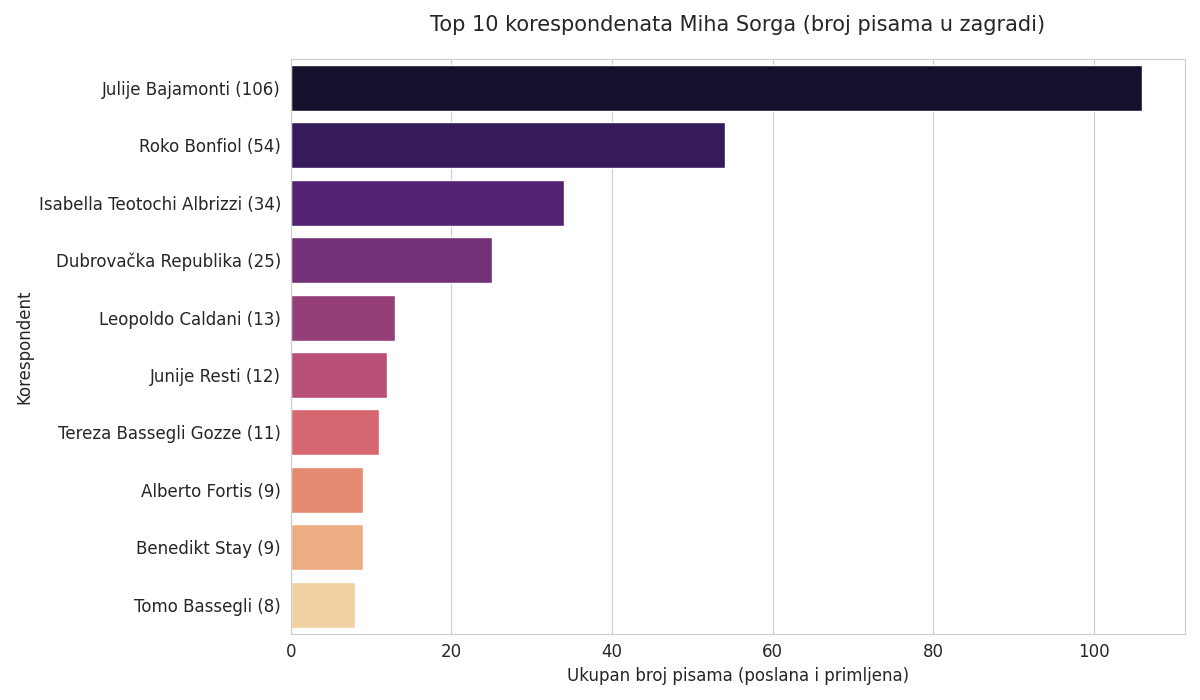 Top 10 korespondenata Miha Sorga (broj pisama u zagradi)
Korespondent
Julije Bajamonti (106)
Roko Bonfiol (54)
Isabella Teotochi Albrizzi (34)
Dubrovačka Republika (25)
Leopoldo Caldani (13)
Junije Resti (12)
Tereza Bassegli Gozze (11)
Alberto Fortis (9)
Benedikt Stay (9)
Tomo Bassegli (8)
0 20 40 60 80 100
Ukupan broj pisama (poslana i primljena)